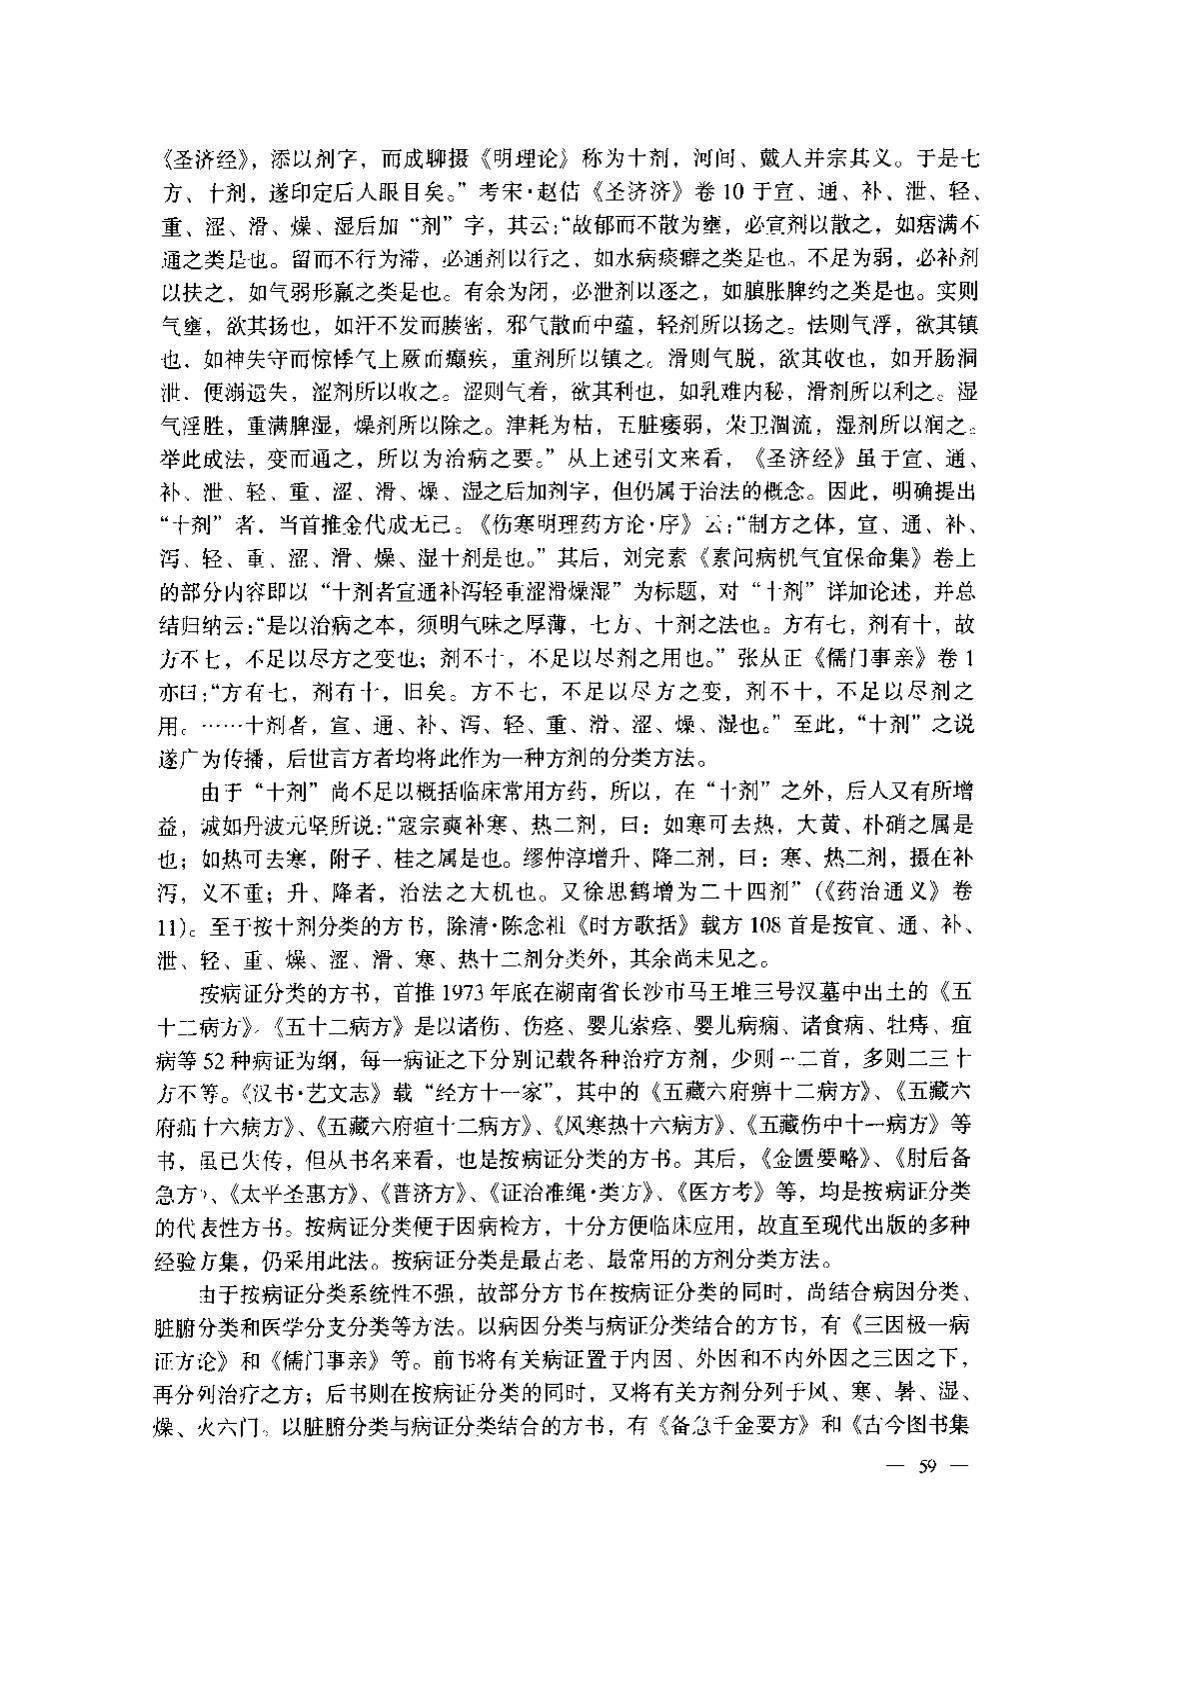 《圣济经》，添以剂字，而成聊摄《明理论》称为十剂，河间、戴人并宗其义。于是七
方、十剂，遂印定后人眼目矣。”考宋·赵佶《圣济济》卷 10 于宣、通、补、泄、轻、
重、涩、滑、燥、湿后加“剂”字，其云：“故郁而不散为壅，必宣剂以散之，如痞满不
通之类是也。留而不行为滞，必通剂以行之，如水病痰癖之类是也。不足为弱，必补剂
以扶之，如气弱形羸之类是也。有余为闭，必泄剂以逐之，如䐜胀脾约之类是也。实则
气壅，欲其扬也，如汗不发而腠密，邪气散而中蕴，轻剂所以扬之。怯则气浮，欲其镇
也，如神失守而惊悸气上厥而癫疾，重剂所以镇之。滑则气脱，欲其收也，如开肠洞
泄、便溺遗失，涩剂所以收之。涩则气着，欲其利也，如乳难内秘，滑剂所以利之。湿
气淫胜，重满脾湿，燥剂所以除之。津耗为枯，五脏痿弱，荣卫涸流，湿剂所以润之。
举此成法，变而通之，所以为治病之要。”从上述引文来看，《圣济经》虽于宣、通、
补、泄、轻、重、涩、滑、燥、湿之后加剂字，但仍属于治法的概念。因此，明确提出
“十剂”者，当首推金代成无己。《伤寒明理药方论·序》云：“制方之体，宣、通、补、
泻、轻、重、涩、滑、燥、湿十剂是也。”其后，刘完素《素问病机气宜保命集》卷上
的部分内容即以“十剂者宣通补泻轻重涩滑燥湿”为标题，对“十剂”详加论述，并总
结归纳云：“是以治病之本，须明气味之厚薄，七方、十剂之法也。方有七，剂有十，故
方不七，不足以尽方之变也；剂不十，不足以尽剂之用也。”张从正《儒门事亲》卷 1
亦曰：“方有七，剂有十，旧矣。方不七，不足以尽方之变，剂不十，不足以尽剂之
用。……十剂者，宣、通、补、泻、轻、重、滑、涩、燥、湿也。”至此，“十剂”之说
遂广为传播，后世言方者均将此作为一种方剂的分类方法。
由于“十剂”尚不足以概括临床常用方药，所以，在“十剂”之外，后人又有所增
益，诚如丹波元坚所说：“寇宗奭补寒、热二剂，曰：如寒可去热，大黄、朴硝之属是
也；如热可去寒，附子、桂之属是也。缪仲淳增升、降二剂，曰：寒、热二剂，摄在补
泻，义不重；升、降者，治法之大机也。又徐思鹤增为二十四剂”（《药治通义》卷
11）。至于按十剂分类的方书，除清·陈念祖《时方歌括》载方 108 首是按宣、通、补、
泄、轻、重、燥、涩、滑、寒、热十二剂分类外，其余尚未见之。
按病证分类的方书，首推 1973 年底在湖南省长沙市马王堆三号汉墓中出土的《五
十二病方》。《五十二病方》是以诸伤、伤痉、婴儿索痉、婴儿病痫、诸食病、牡痔、疽
病等 52 种病证为纲，每一病证之下分别记载各种治疗方剂，少则一二首，多则二三十
方不等。《汉书·艺文志》载“经方十一家”，其中的《五藏六府痹十二病方》、《五藏六
府疝十六病方》、《五藏六府疸十二病方》、《风寒热十六病方》、《五藏伤中十一病方》等
书，虽已失传，但从书名来看，也是按病证分类的方书。其后，《金匮要略》、《肘后备
急方》、《太平圣惠方》、《普济方》、《证治准绳·类方》、《医方考》等，均是按病证分类
的代表性方书。按病证分类便于因病检方，十分方便临床应用，故直至现代出版的多种
经验方集，仍采用此法。按病证分类是最古老、最常用的方剂分类方法。
由于按病证分类系统性不强，故部分方书在按病证分类的同时，尚结合病因分类、
脏腑分类和医学分支分类等方法。以病因分类与病证分类结合的方书，有《三因极一病
证方论》和《儒门事亲》等。前书将有关病证置于内因、外因和不内外因之三因之下，
再分列治疗之方；后书则在按病证分类的同时，又将有关方剂分列于风、寒、暑、湿、
燥、火六门。以脏腑分类与病证分类结合的方书，有《备急千金要方》和《古今图书集
— 59 —